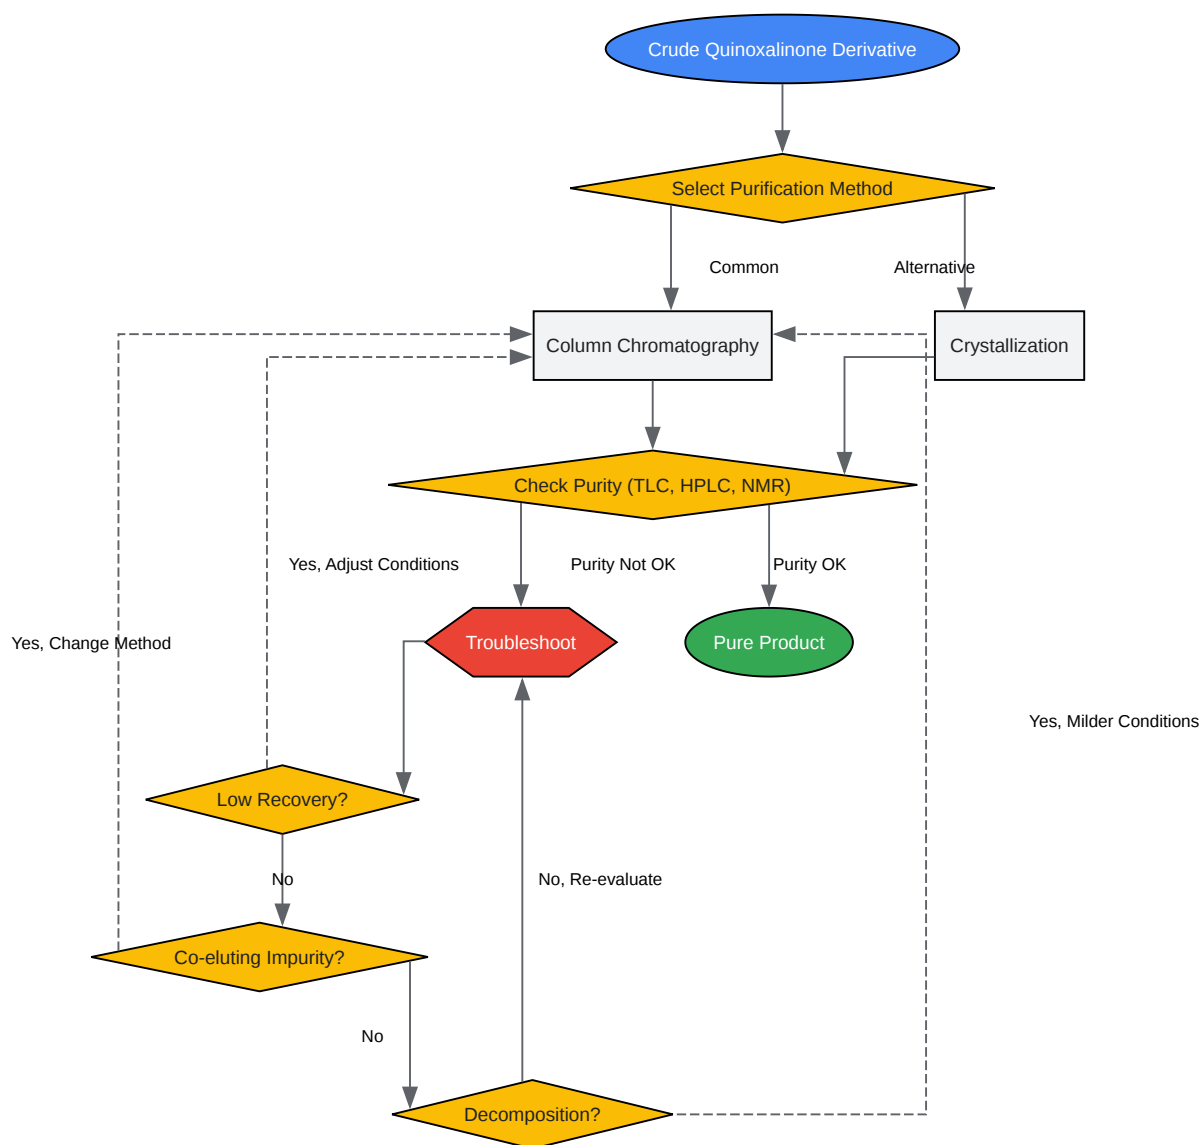 Crude Quinoxalinone Derivative
Select Purification Method
Common
Alternative
Column Chromatography
Crystallization
Check Purity (TLC, HPLC, NMR)
Yes, Adjust Conditions
Purity Not OK
Purity OK
Yes, Change Method
Troubleshoot
Pure Product
Yes, Milder Conditions
Low Recovery?
No
No, Re-evaluate
Co-eluting Impurity?
No
Decomposition?